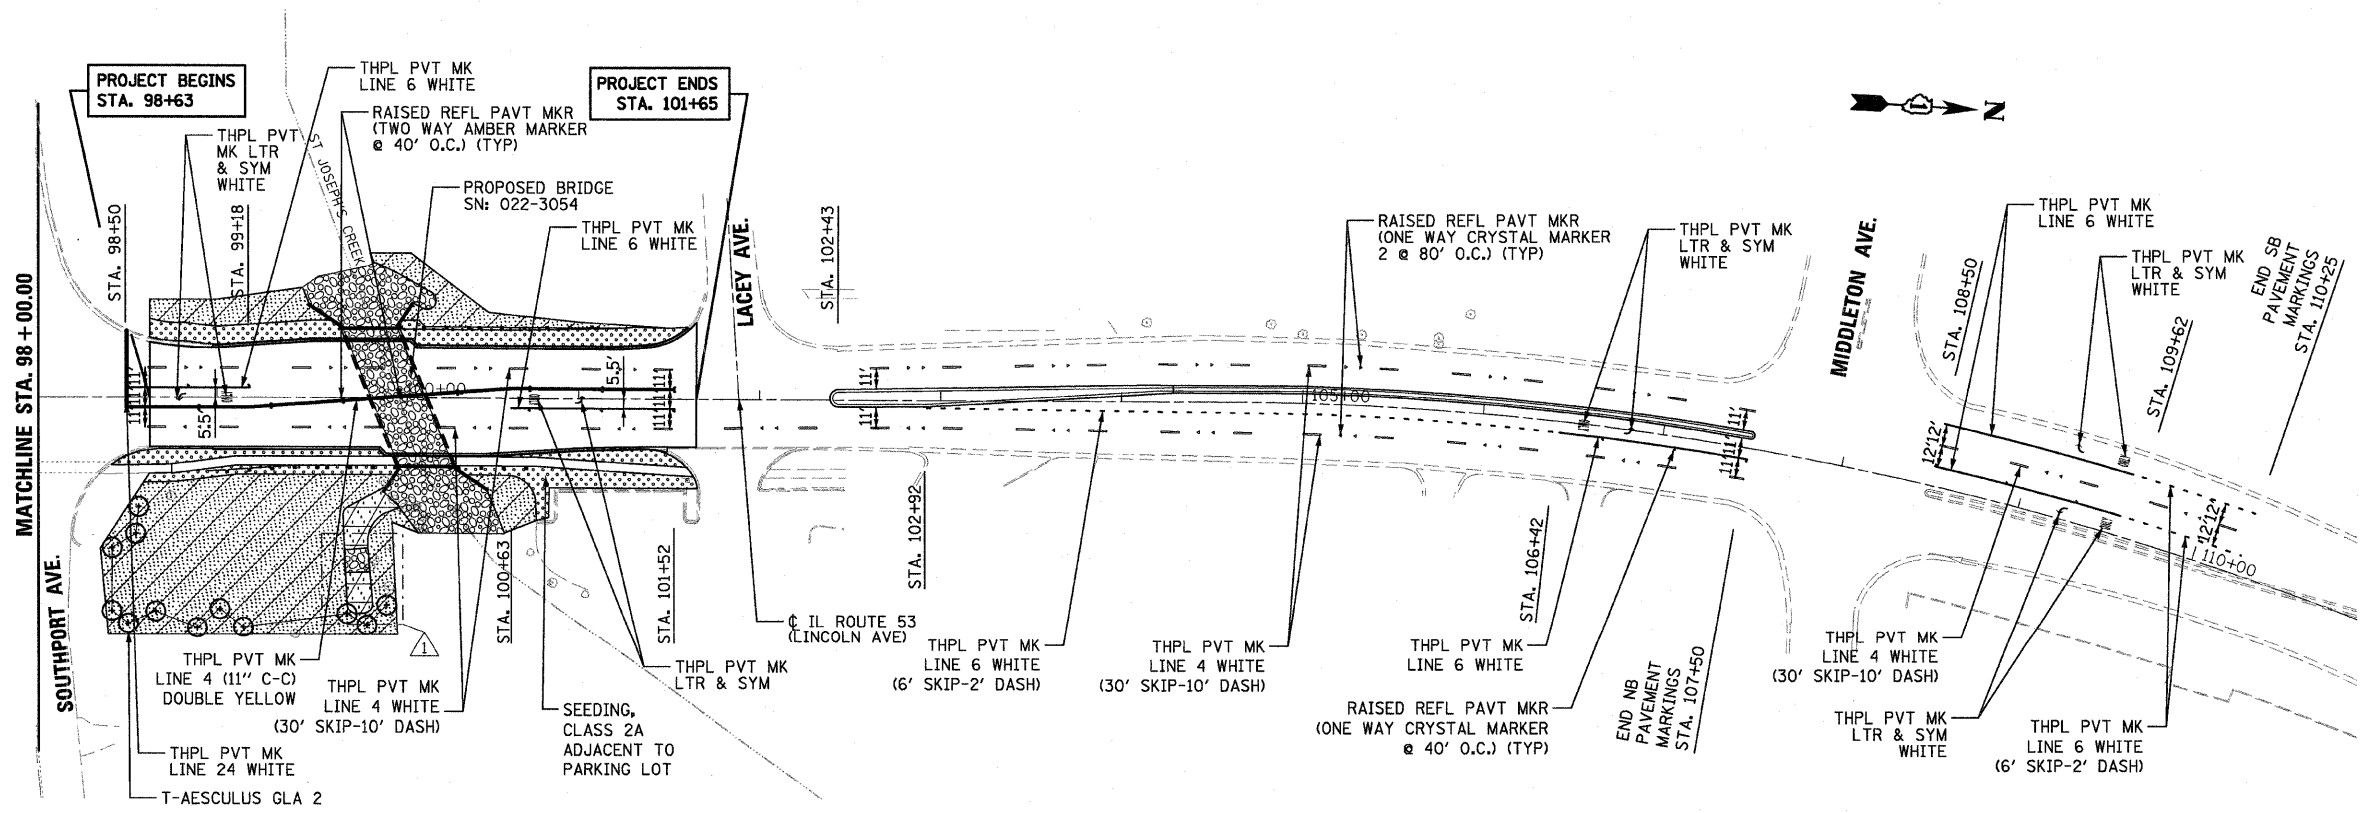 PROJECT BEGINS
STA. 98+63
THPL PVT MK
LINE 6 WHITE
RAISED REFL PAVT MKR
(TWO WAY AMBER MARKER
@ 40' O.C.) (TYP)
PROJECT ENDS
STA. 101+65
THPL PVT
MK LTR
& SYM
WHITE
ST JOSEPH'S CREEK
PROPOSED BRIDGE
SN: 022-3054
THPL PVT MK
LINE 6 WHITE
STA. 98+50
STA. 99+18
LACEY AVE.
STA. 102+43
RAISED REFL PAVT MKR
(ONE WAY CRYSTAL MARKER
2 @ 80' O.C.) (TYP)
THPL PVT MK
LTR & SYM
WHITE
1
N
MIDDLETON AVE.
THPL PVT MK
LINE 6 WHITE
THPL PVT MK
LTR & SYM
WHITE
STA. 108+50
STA. 109+62
END SB
PAVEMENT
MARKINGS
STA. 110+25
MATCHLINE STA. 98+00.00
11'
11'
11'
5.5'
5.5'
11'
11'
11'
11'
11'
11'
105+00
11'
11'
11'
12'
12'
12'
12'
110+00
SOUTHPORT AVE.
STA. 100+63
STA. 101+52
STA. 102+92
STA. 106+42
END NB
PAVEMENT
MARKINGS
STA. 107+50
1
THPL PVT MK
LINE 4 (11" C-C)
DOUBLE YELLOW
THPL PVT MK
LINE 4 WHITE
(30' SKIP-10' DASH)
THPL PVT MK
LINE 24 WHITE
T-AESCULUS GLA 2
SEEDING,
CLASS 2A
ADJACENT TO
PARKING LOT
THPL PVT MK
LTR & SYM
℄ IL ROUTE 53
(LINCOLN AVE)
THPL PVT MK
LINE 6 WHITE
(6' SKIP-2' DASH)
THPL PVT MK
LINE 4 WHITE
(30' SKIP-10' DASH)
THPL PVT MK
LINE 6 WHITE
RAISED REFL PAVT MKR
(ONE WAY CRYSTAL MARKER
@ 40' O.C.) (TYP)
THPL PVT MK
LINE 4 WHITE
(30' SKIP-10' DASH)
THPL PVT MK
LTR & SYM
WHITE
THPL PVT MK
LINE 6 WHITE
(6' SKIP-2' DASH)